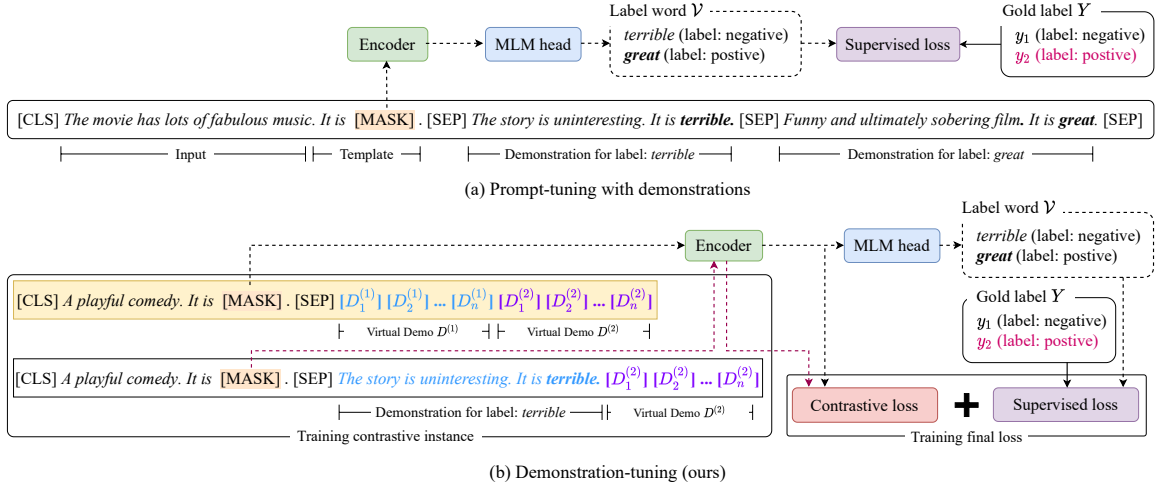 Label word 𝒱
Gold label Y
Encoder
MLM head
terrible (label: negative)
great (label: postive)
Supervised loss
y₁ (label: negative)
y₂ (label: postive)
[CLS] The movie has lots of fabulous music. It is [MASK] . [SEP] The story is uninteresting. It is terrible. [SEP] Funny and ultimately sobering film. It is great. [SEP]
Input
Template
Demonstration for label: terrible
Demonstration for label: great
(a) Prompt-tuning with demonstrations
Label word 𝒱
Encoder
MLM head
terrible (label: negative)
great (label: postive)
[CLS] A playful comedy. It is [MASK] . [SEP] [D₁⁽¹⁾] [D₂⁽¹⁾] ... [Dₙ⁽¹⁾] [D₁⁽²⁾] [D₂⁽²⁾] ... [Dₙ⁽²⁾]
Virtual Demo D⁽¹⁾
Virtual Demo D⁽²⁾
Gold label Y
y₁ (label: negative)
y₂ (label: postive)
[CLS] A playful comedy. It is [MASK] . [SEP] The story is uninteresting. It is terrible. [D₁⁽²⁾] [D₂⁽²⁾] ... [Dₙ⁽²⁾]
Demonstration for label: terrible
Virtual Demo D⁽²⁾
Training contrastive instance
Contrastive loss
+
Supervised loss
Training final loss
(b) Demonstration-tuning (ours)